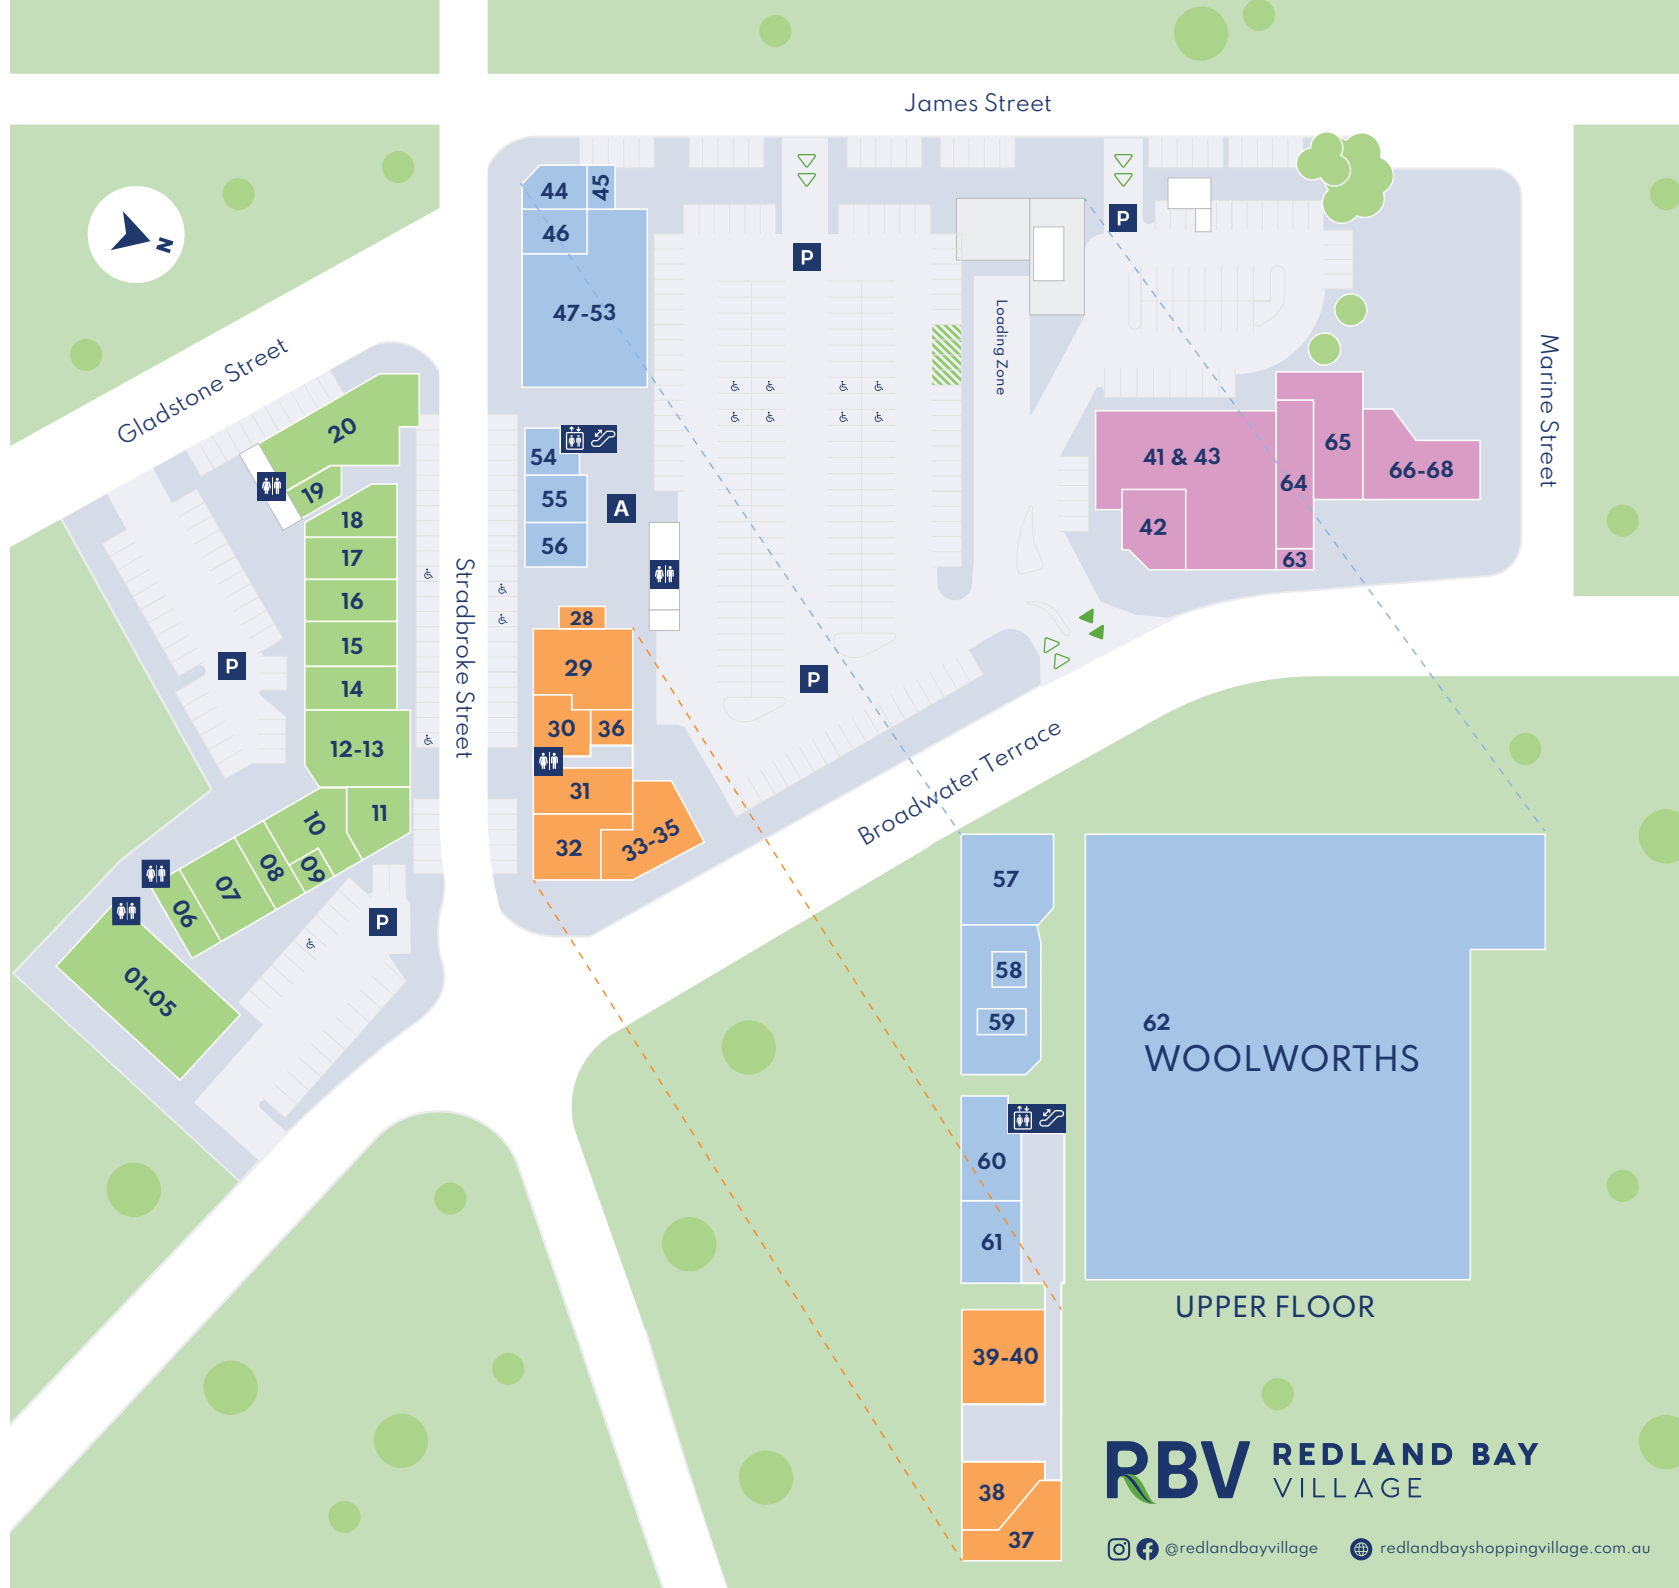 James Street
44
45
46
47-53
P
P
N
Loading Zone
Marine Street
Gladstone Street
20
19
54
55
56
A
41 & 43
42
64
65
66-68
63
18
17
16
15
14
12-13
11
10
09
08
07
06
01-05
P
P
Stradbroke Street
28
29
30
36
31
32
33-35
P
Broadwater Terrace
57
58
59
62
WOOLWORTHS
60
61
UPPER FLOOR
39-40
38
37
RBV
REDLAND BAY
VILLAGE
@redlandbayvillage
redlandbayshoppingvillage.com.au